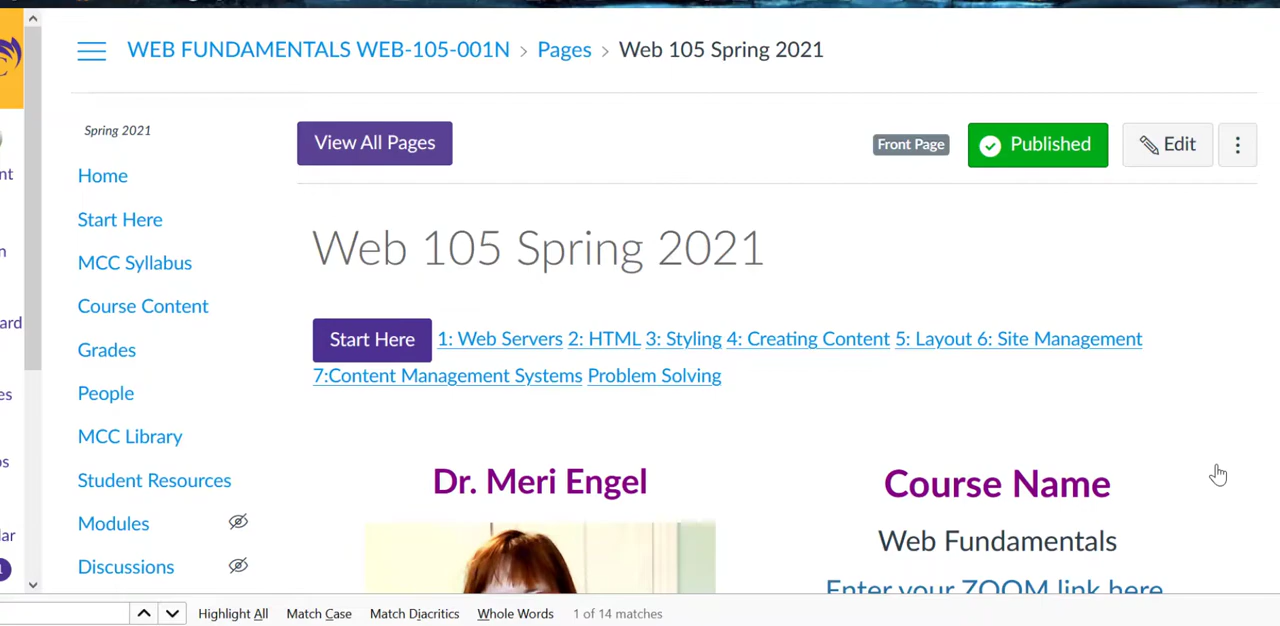 WEB FUNDAMENTALS WEB-105-001N > Pages > Web 105 Spring 2021
Spring 2021
Home
Start Here
MCC Syllabus
Course Content
Grades
People
MCC Library
Student Resources
Modules
Discussions
View All Pages
Front Page
Published
Edit
Web 105 Spring 2021
Start Here 1: Web Servers 2: HTML 3: Styling 4: Creating Content 5: Layout 6: Site Management
7:Content Management Systems Problem Solving
Dr. Meri Engel
Course Name
Web Fundamentals
Enter your ZOOM link here
Highlight All Match Case Match Diacritics Whole Words 1 of 14 matches